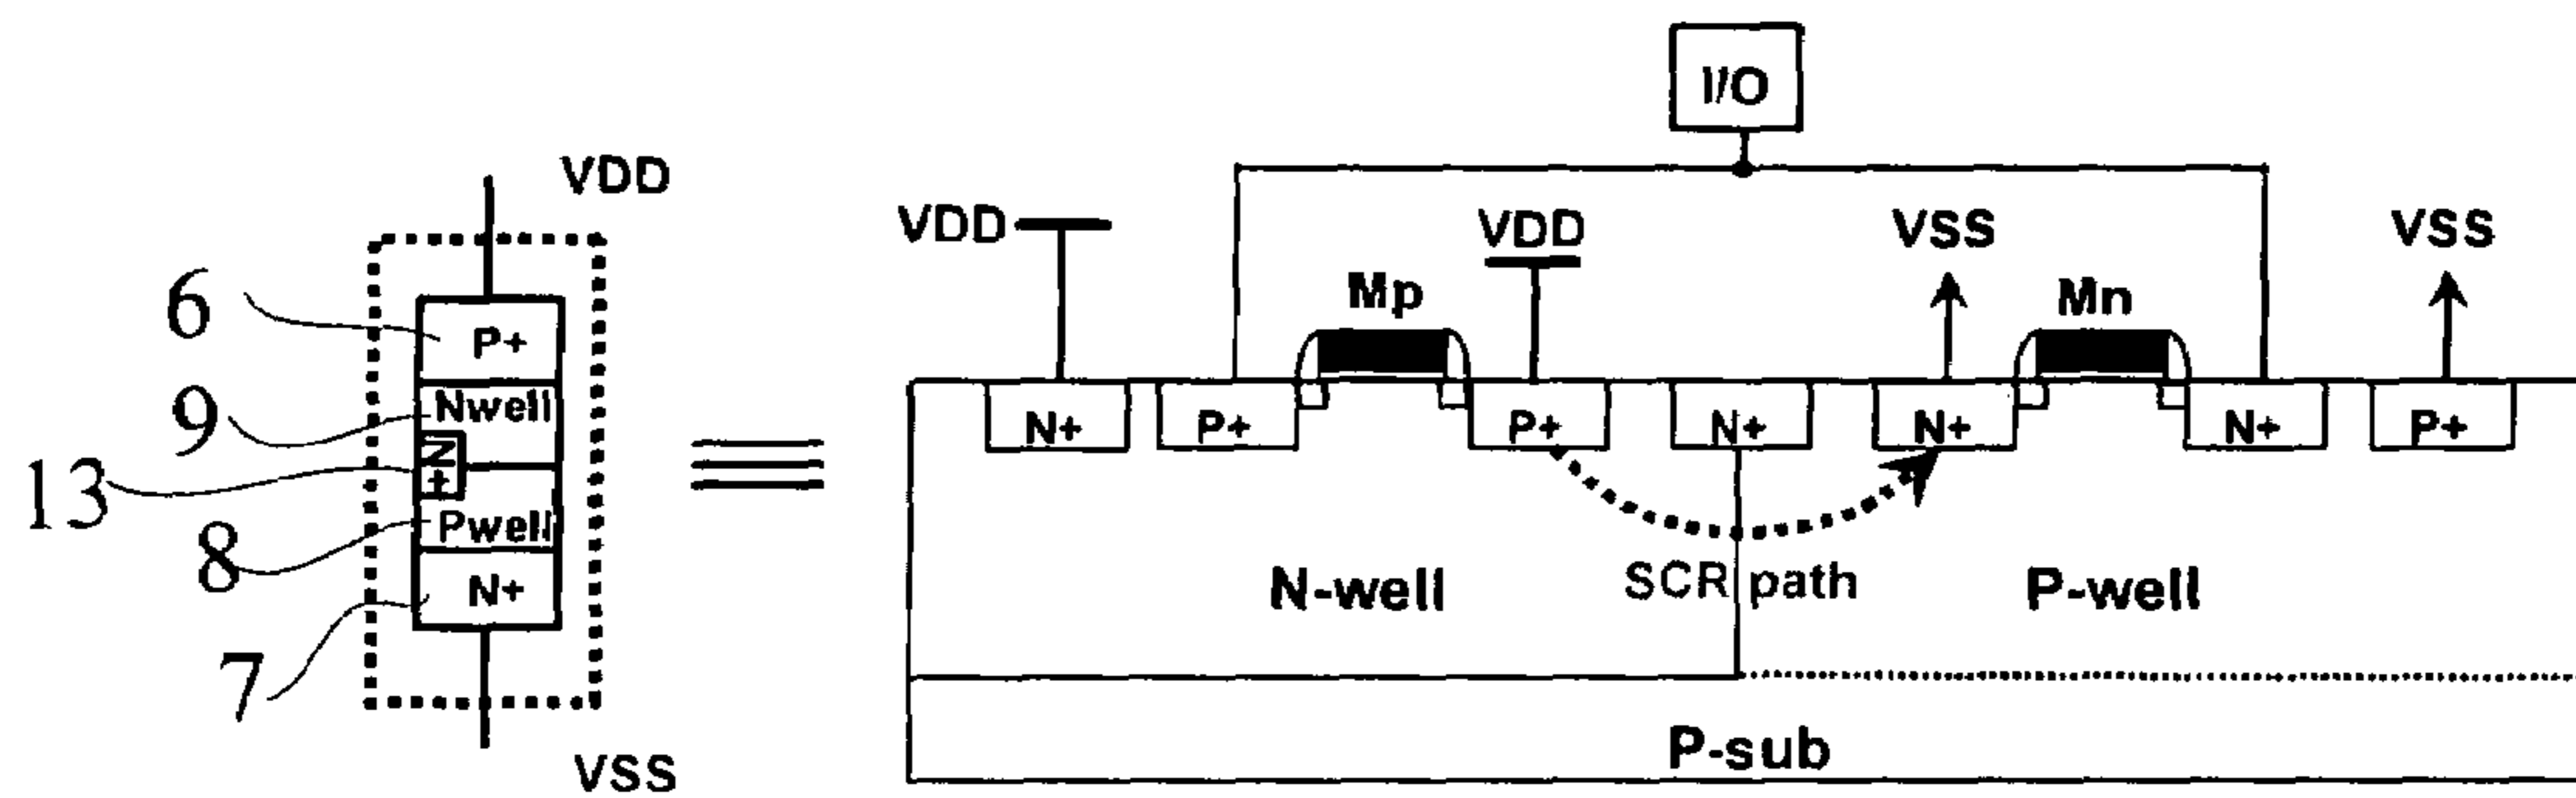 VDD
6
P+
9
Nwell
N+
13
8
Pwell
7
N+
VSS
I/O
VDD
VDD
VSS
VSS
Mp
Mn
N+
P+
P+
N+
N+
N+
P+
SCR path
N-well
P-well
P-sub